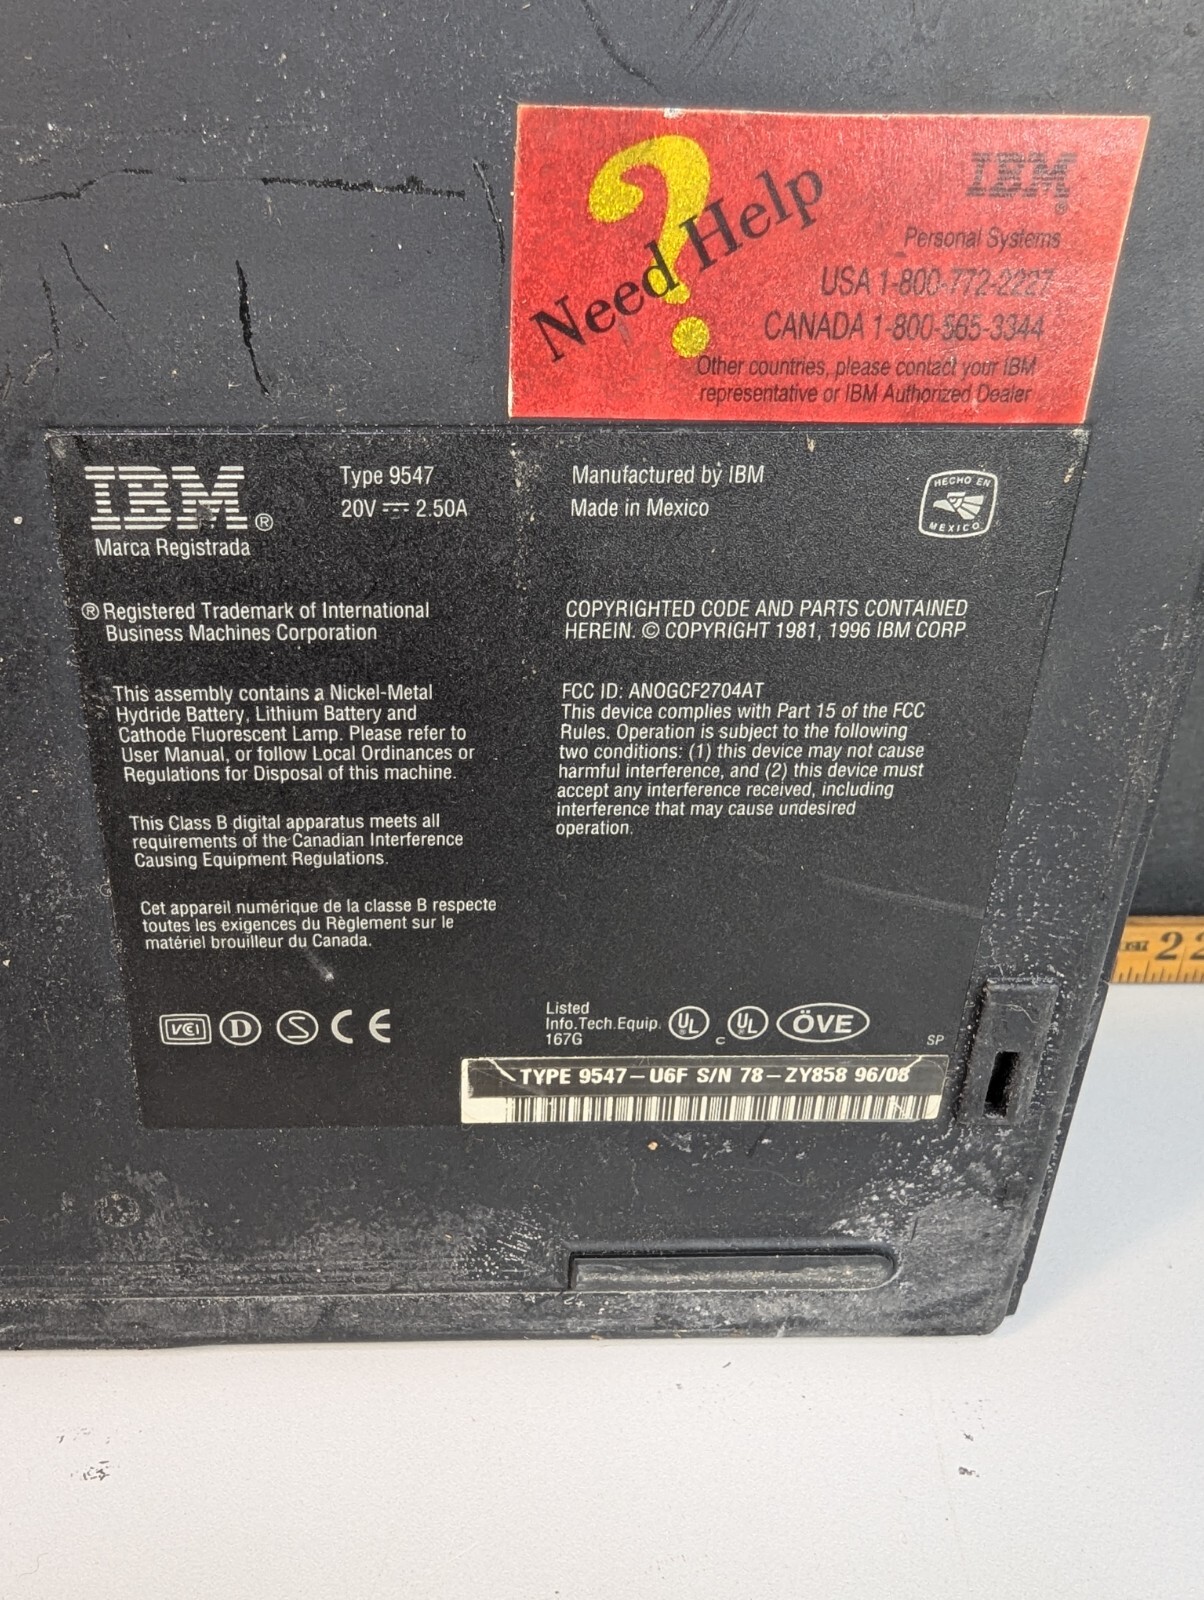 ? Need Help
IBM®
Personal Systems
USA 1-800-772-2227
CANADA 1-800-565-3344
Other countries, please contact your IBM
representative or IBM Authorized Dealer
IBM®
Marca Registrada
Type 9547
20V ⎓ 2.50A
Manufactured by IBM
Made in Mexico
HECHO EN
MEXICO
® Registered Trademark of International
Business Machines Corporation
This assembly contains a Nickel-Metal
Hydride Battery, Lithium Battery and
Cathode Fluorescent Lamp. Please refer to
User Manual, or follow Local Ordinances or
Regulations for Disposal of this machine.
This Class B digital apparatus meets all
requirements of the Canadian Interference
Causing Equipment Regulations.
Cet appareil numérique de la classe B respecte
toutes les exigences du Règlement sur le
matériel brouilleur du Canada.
COPYRIGHTED CODE AND PARTS CONTAINED
HEREIN. © COPYRIGHT 1981, 1996 IBM CORP.
FCC ID: ANOGCF2704AT
This device complies with Part 15 of the FCC
Rules. Operation is subject to the following
two conditions: (1) this device may not cause
harmful interference, and (2) this device must
accept any interference received, including
interference that may cause undesired
operation.
VCI D S CE
Listed
Info.Tech.Equip.
167G
UL c UL ÖVE
SP
TYPE 9547-U6F S/N 78-ZY858 96/08
22